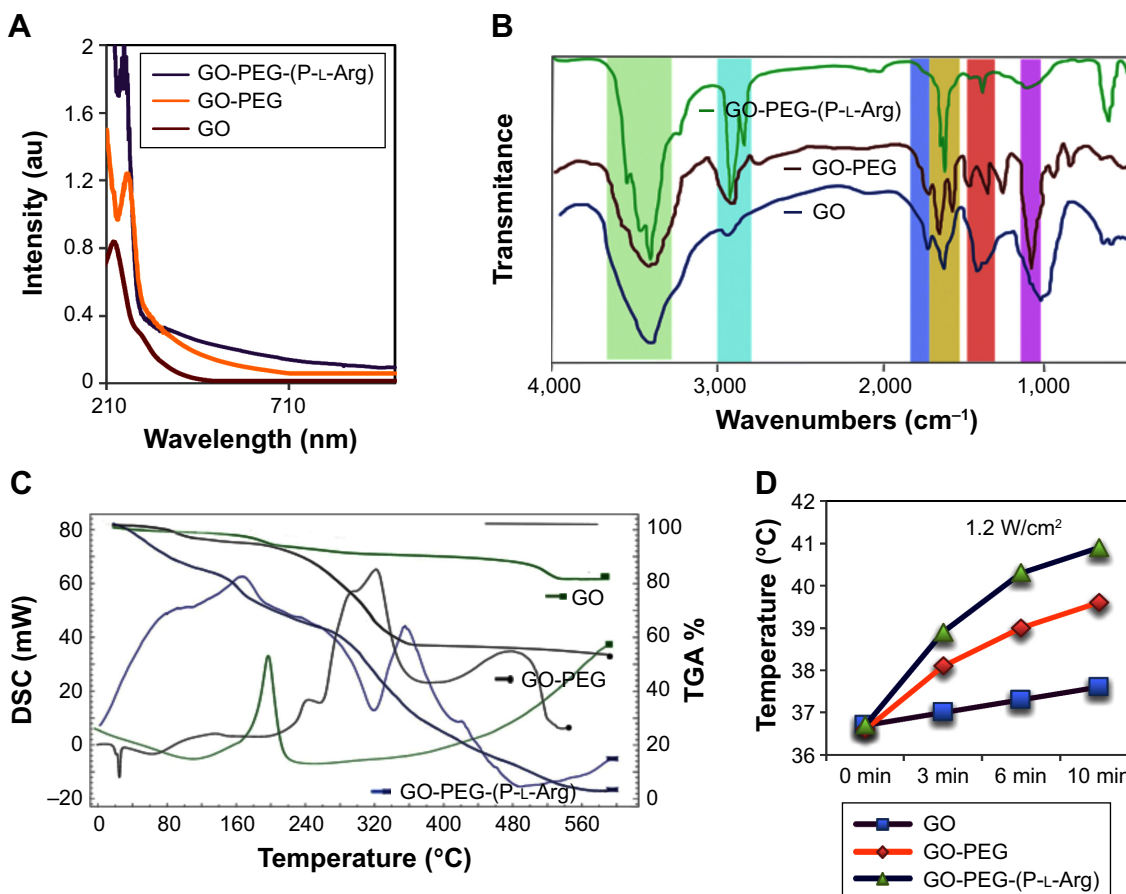 A
2
1.6
1.2
0.8
0.4
0
Intensity (au)
GO-PEG-(P-L-Arg)
GO-PEG
GO
210
710
Wavelength (nm)
B
Transmitance
GO-PEG-(P-L-Arg)
GO-PEG
GO
4,000
3,000
2,000
1,000
Wavenumbers (cm⁻¹)
C
80
60
40
20
0
–20
DSC (mW)
100
80
60
40
20
0
TGA %
GO
GO-PEG
GO-PEG-(P-L-Arg)
0 80 160 240 320 400 480 560
Temperature (°C)
D
42
41
40
39
38
37
36
Temperature (°C)
1.2 W/cm²
0 min 3 min 6 min 10 min
GO
GO-PEG
GO-PEG-(P-L-Arg)